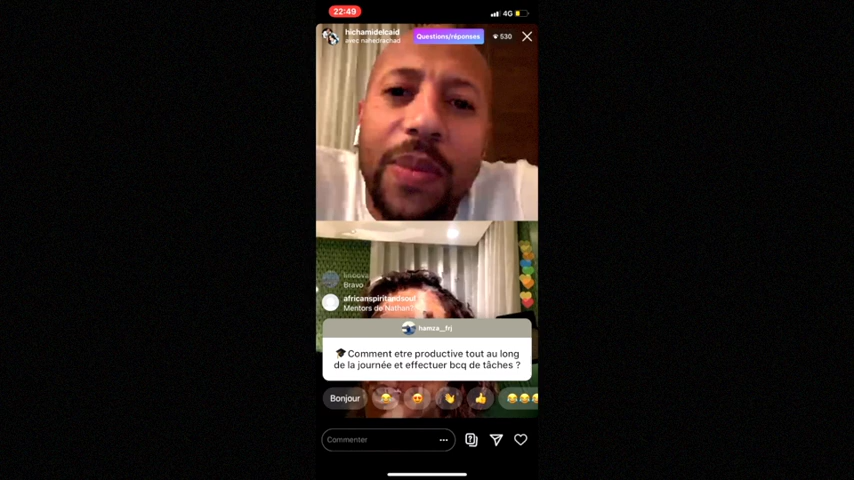 22:49
4G
hichamidelcaid
avec nahedrachad
Questions/réponses
530
Bravo
africanspiritandsoul
Mentors de Nathan?
hamza__frj
🎓Comment etre productive tout au long
de la journée et effectuer bcq de tâches ?
Bonjour 😂 😍 👏 👍 😂😂
Commenter